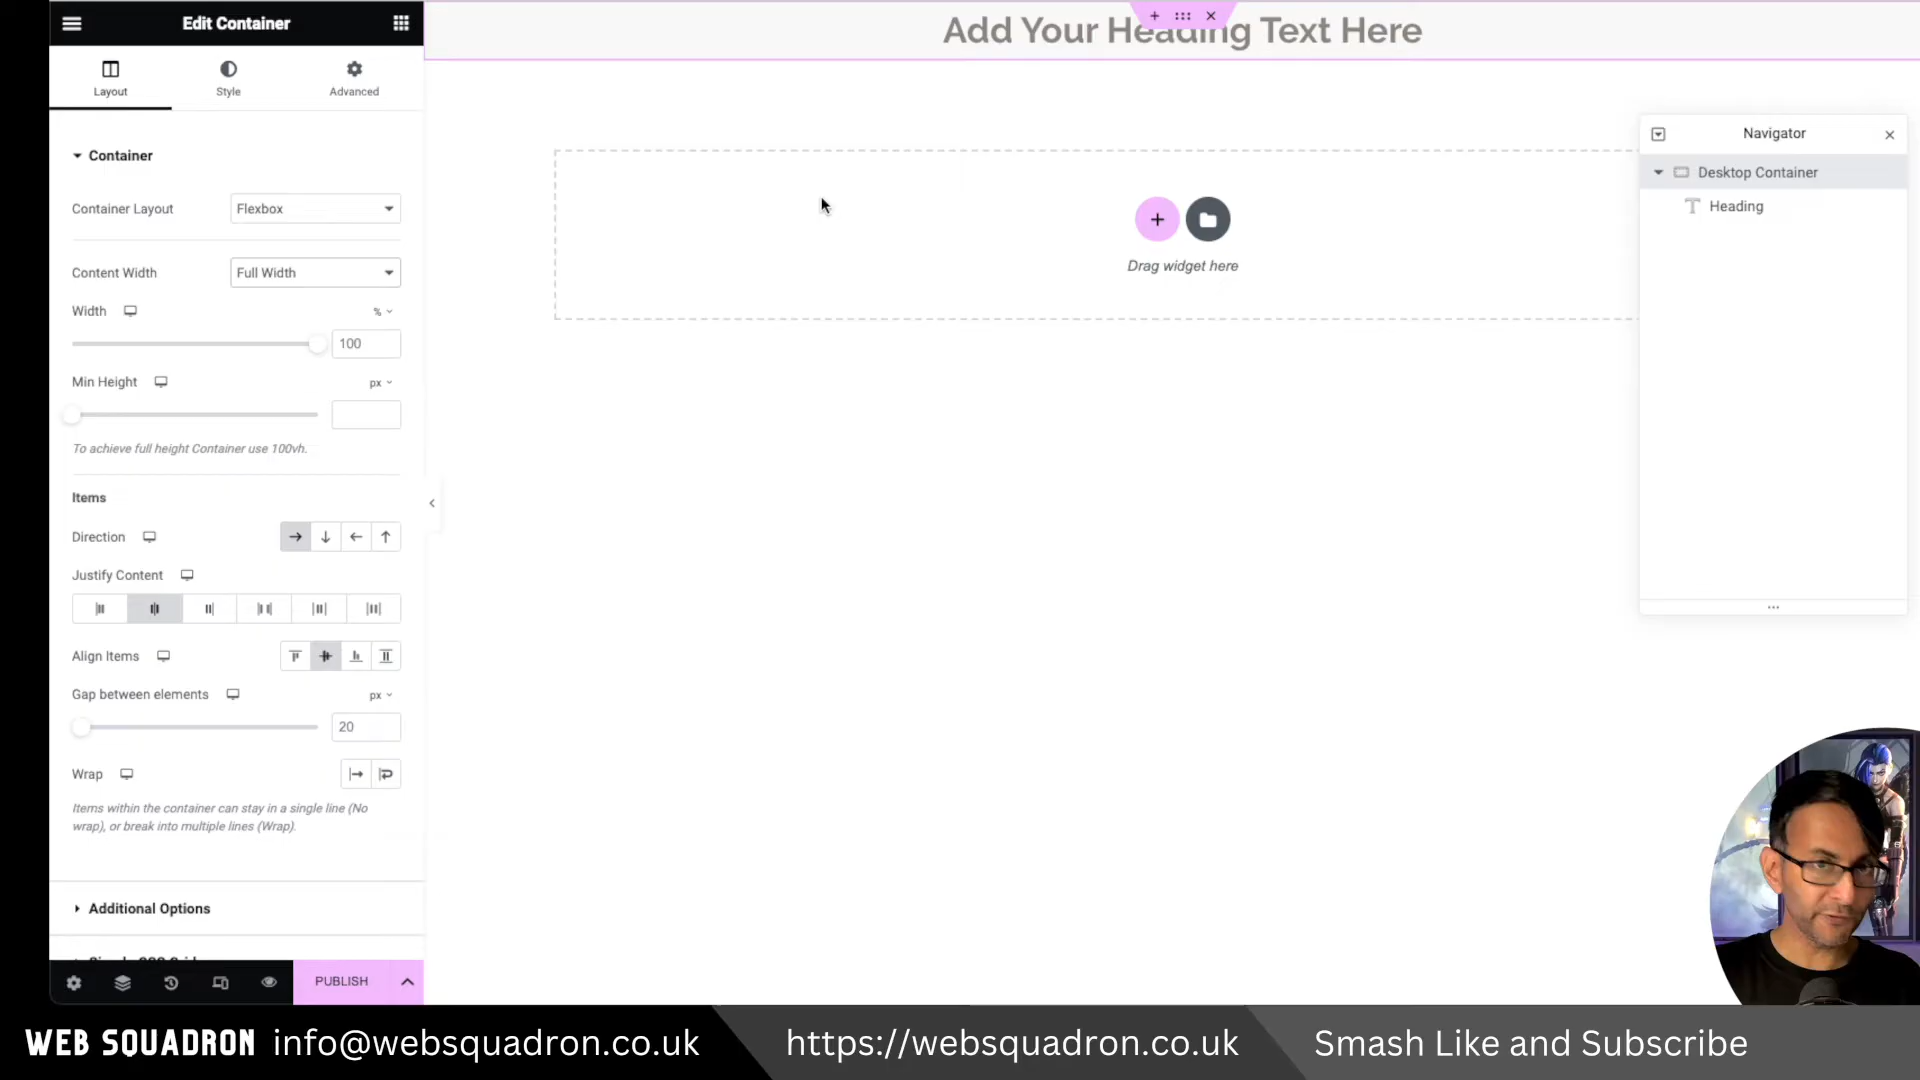 Edit Container
Add Your Heading Text Here
Layout
Style
Advanced
Container
Container Layout
Flexbox
Content Width
Full Width
Width
%
100
Min Height
px
To achieve full height Container use 100vh.
Items
Direction
Justify Content
Align Items
Gap between elements
px
20
Wrap
Items within the container can stay in a single line (No
wrap), or break into multiple lines (Wrap).
Additional Options
PUBLISH
Drag widget here
Navigator
Desktop Container
Heading
WEB SQUADRON info@websquadron.co.uk
https://websquadron.co.uk
Smash Like and Subscribe